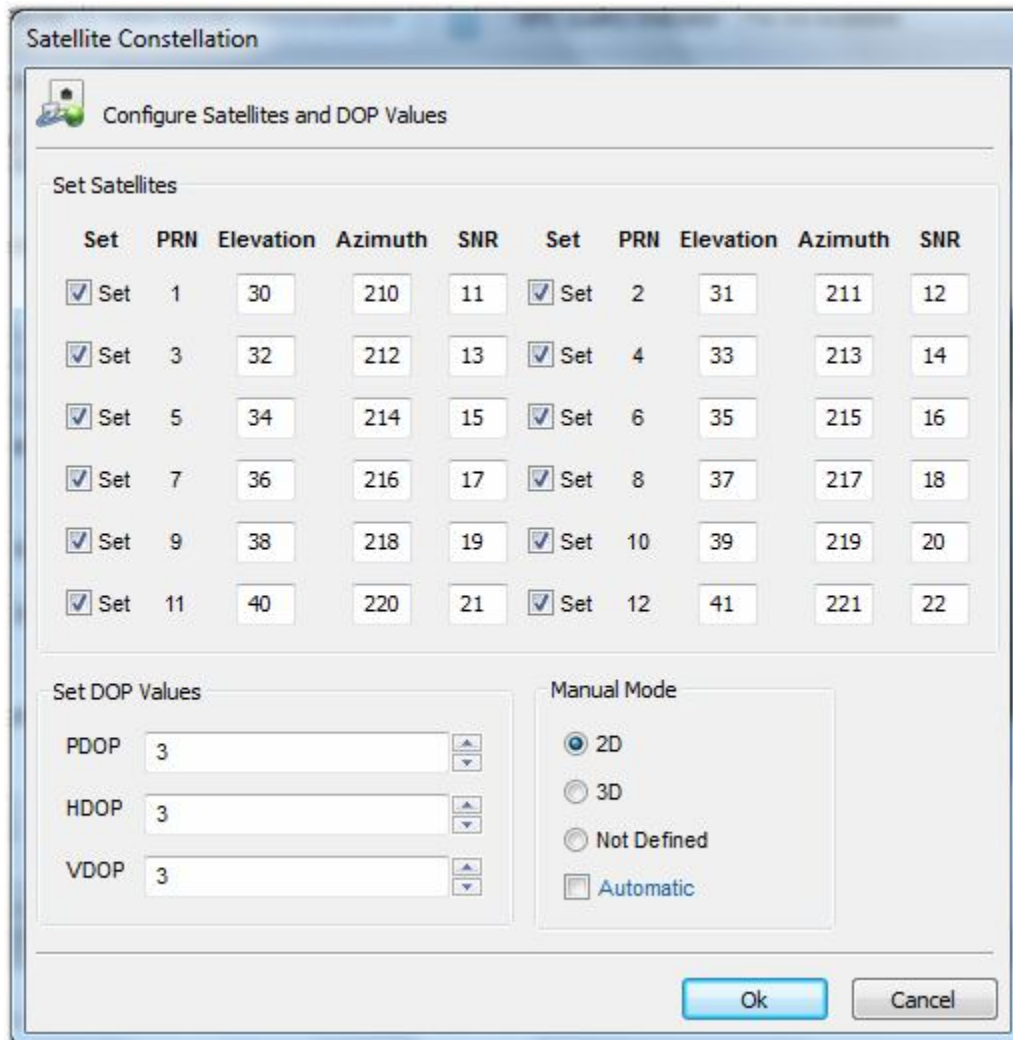 Satellite Constellation
Configure Satellites and DOP Values
Set Satellites
Set PRN Elevation Azimuth SNR Set PRN Elevation Azimuth SNR
Set 1 30 210 11 Set 2 31 211 12
Set 3 32 212 13 Set 4 33 213 14
Set 5 34 214 15 Set 6 35 215 16
Set 7 36 216 17 Set 8 37 217 18
Set 9 38 218 19 Set 10 39 219 20
Set 11 40 220 21 Set 12 41 221 22
Set DOP Values
PDOP 3
HDOP 3
VDOP 3
Manual Mode
2D
3D
Not Defined
Automatic
Ok Cancel